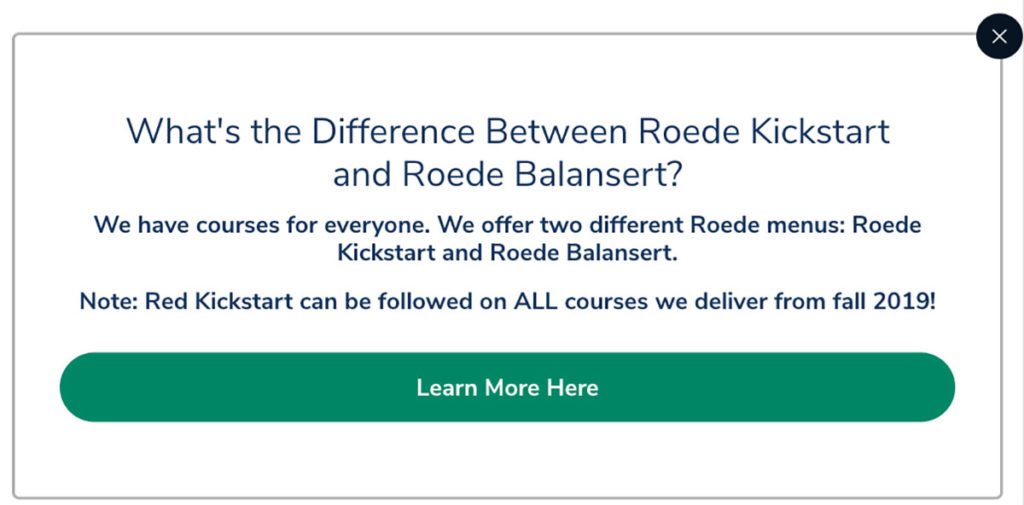 What's the Difference Between Roede Kickstart
and Roede Balansert?
We have courses for everyone. We offer two different Roede menus: Roede
Kickstart and Roede Balansert.
Note: Red Kickstart can be followed on ALL courses we deliver from fall 2019!
Learn More Here